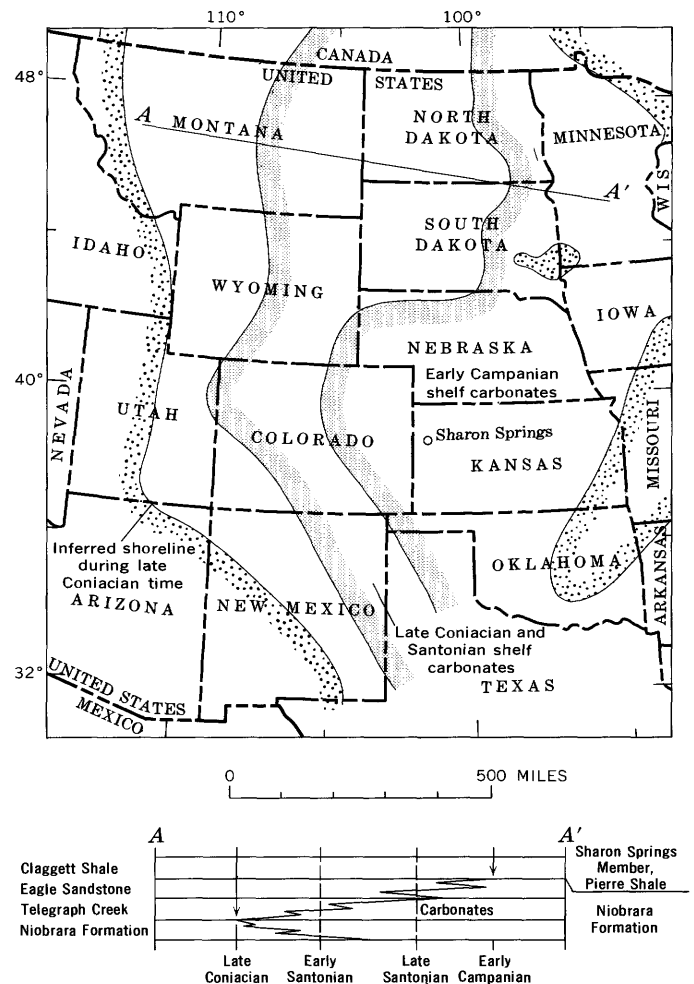 110°
100°
CANADA
UNITED STATES
48°
A
MONTANA
NORTH
DAKOTA
MINNESOTA
WIS
A'
SOUTH
DAKOTA
IDAHO
WYOMING
IOWA
NEBRASKA
Early Campanian
shelf carbonates
40°
NEVADA
UTAH
COLORADO
Sharon Springs
KANSAS
MISSOURI
Inferred shoreline
during late
Coniacian time
OKLAHOMA
ARKANSAS
ARIZONA
NEW MEXICO
Late Coniacian and
Santonian shelf
carbonates
32°
UNITED STATES
MEXICO
TEXAS
0 500 MILES
A A'
Claggett Shale
Eagle Sandstone
Telegraph Creek
Niobrara Formation
Carbonates
Sharon Springs
Member,
Pierre Shale
Niobrara
Formation
Late
Coniacian
Early
Santonian
Late
Santonian
Early
Campanian